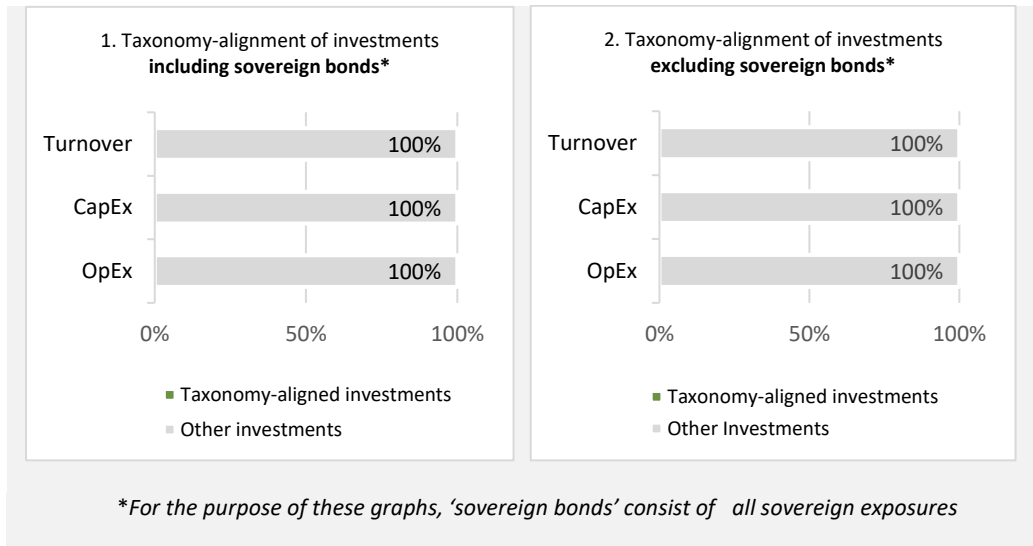 1. Taxonomy-alignment of investments
including sovereign bonds*
Turnover
100%
CapEx
100%
OpEx
100%
0% 50% 100%
Taxonomy-aligned investments
Other investments
2. Taxonomy-alignment of investments
excluding sovereign bonds*
Turnover
100%
CapEx
100%
OpEx
100%
0% 50% 100%
Taxonomy-aligned investments
Other Investments
*For the purpose of these graphs, ‘sovereign bonds’ consist of all sovereign exposures